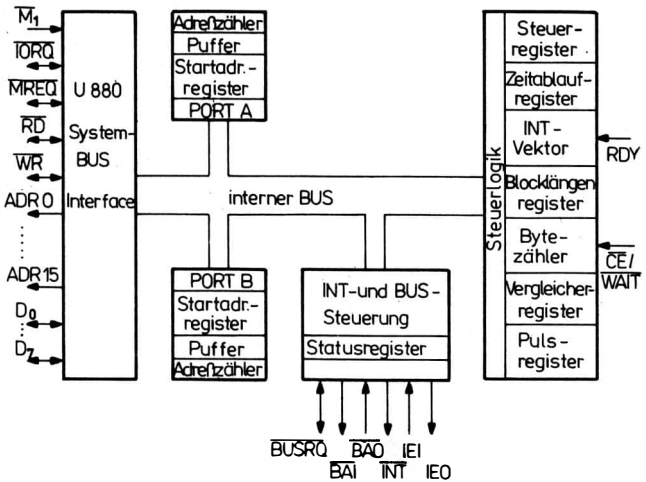 M1
IORQ
MREQ
RD
WR
ADR 0
ADR 15
D0
D7
U 880
System-
BUS
Interface
Adreßzähler
Puffer
Startadr.-
register
PORT A
interner BUS
PORT B
Startadr.-
register
Puffer
Adreßzähler
INT-und BUS-
Steuerung
Statusregister
BUSRQ
BAI
BAO
INT
IEI
IEO
Steuerlogik
Steuer-
register
Zeitablauf-
register
INT-
Vektor
Blocklängen
register
Byte-
zähler
Vergleicher-
register
Puls-
register
RDY
CE/
WAIT